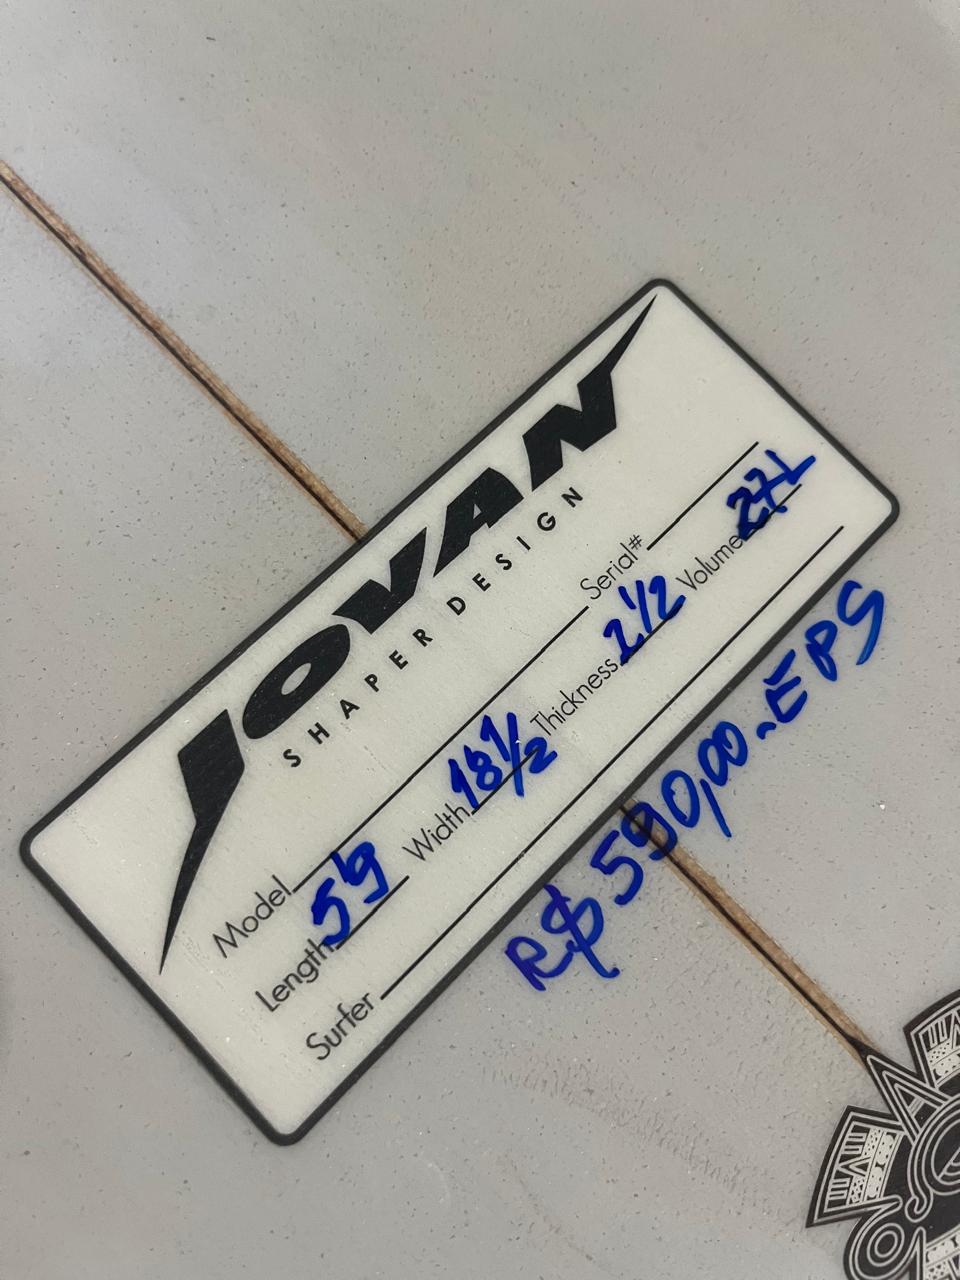 JOVAN
SHAPER DESIGN
Model Serial#
Length 5'9 Width 18 1/2 Thickness 2 1/2 Volume 27L
Surfer
R$ 590,00 - EPS